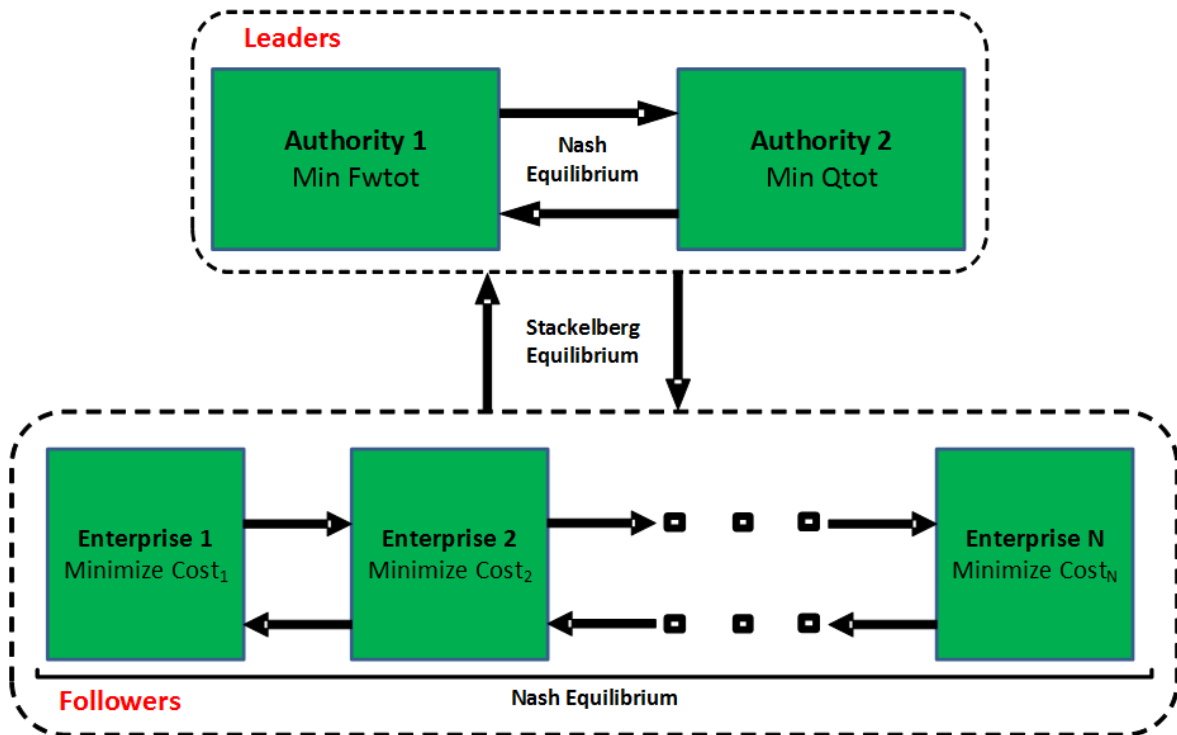 Leaders
Authority 1
Min Fwtot
Nash
Equilibrium
Authority 2
Min Qtot
Stackelberg
Equilibrium
Enterprise 1
Minimize Cost₁
Enterprise 2
Minimize Cost₂
Enterprise N
Minimize Cost_N
Followers
Nash Equilibrium